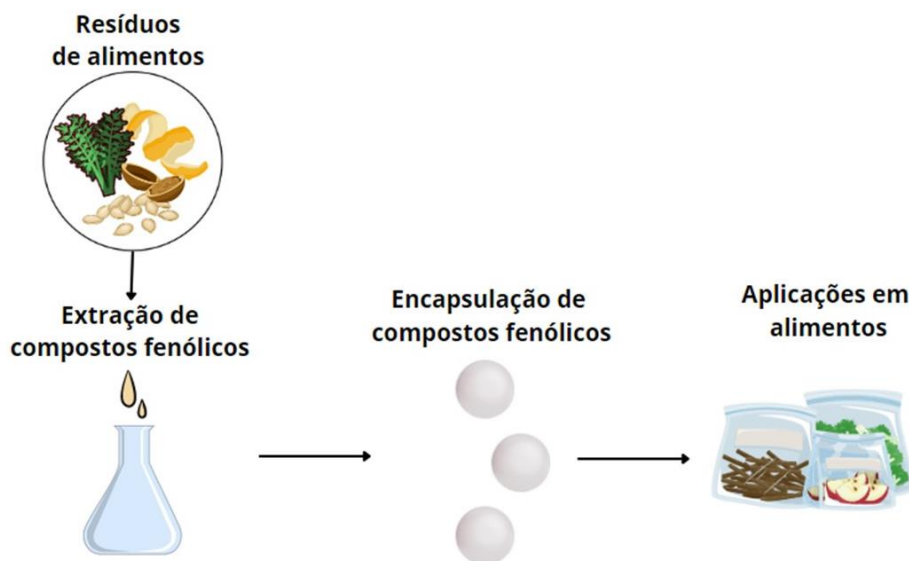 Resíduos
de alimentos
Extração de
compostos fenólicos
Encapsulação de
compostos fenólicos
Aplicações em
alimentos